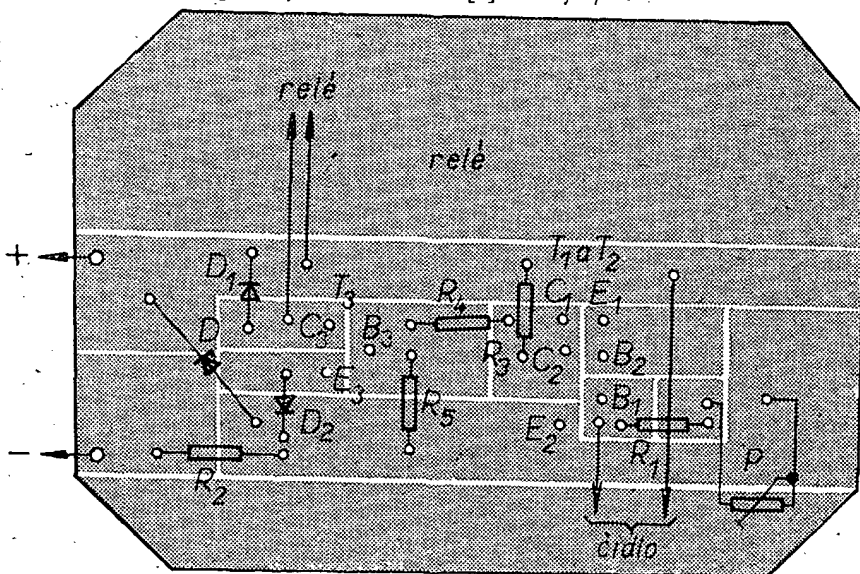 relé
relé
+
D₁
T₁ a T₂
T₃
R₄
C₁
E₁
D
C₃
B₃
R₃
C₂
B₂
E₃
D₂
R₅
B₁
E₂
R₁
P
−
R₂
čidlo